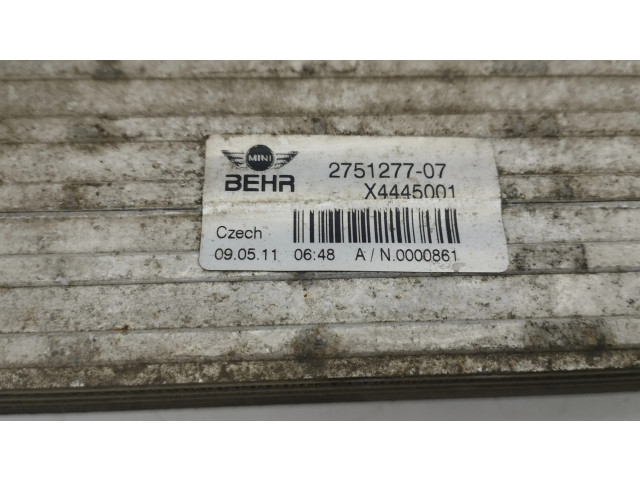 MINI
BEHR 2751277-07
X4445001
Czech
09.05.11 06:48 A/N.0000861